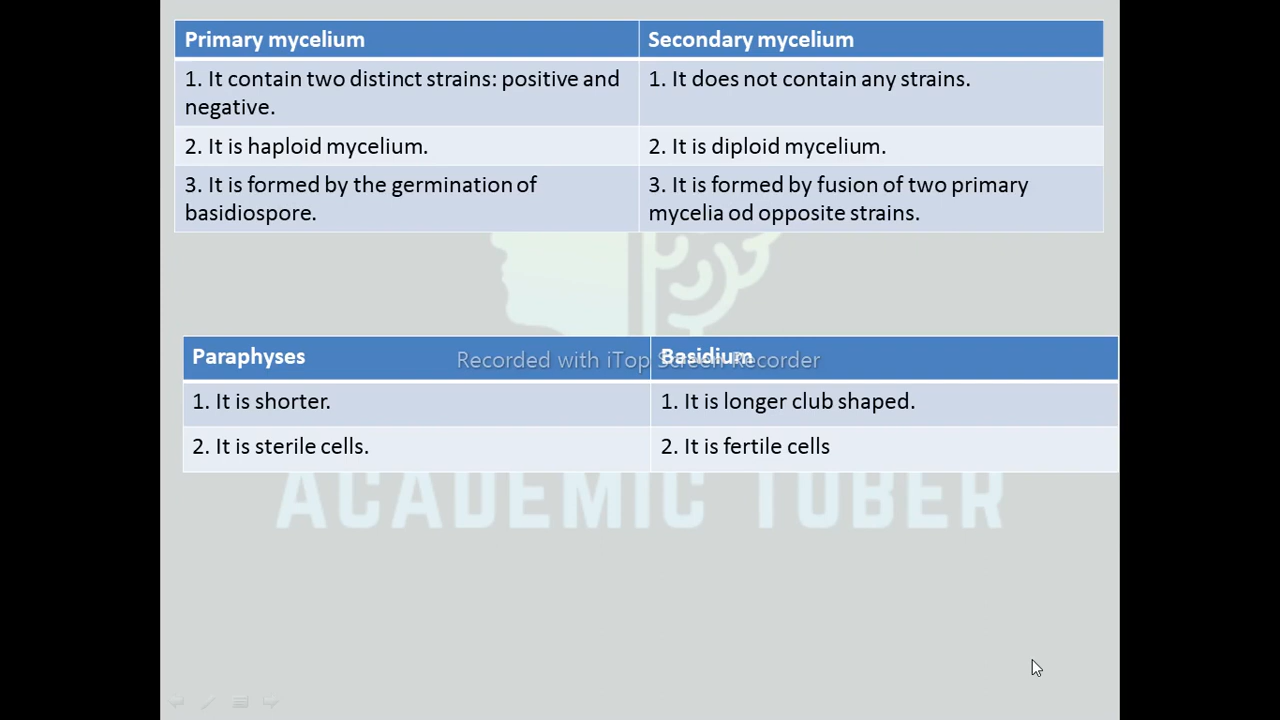 Primary mycelium
Secondary mycelium
1. It contain two distinct strains: positive and
negative.
1. It does not contain any strains.
2. It is haploid mycelium.
2. It is diploid mycelium.
3. It is formed by the germination of
basidiospore.
3. It is formed by fusion of two primary
mycelia od opposite strains.
Paraphyses
Basidium
Recorded with iTop Screen Recorder
1. It is shorter.
1. It is longer club shaped.
2. It is sterile cells.
2. It is fertile cells
ACADEMIC TUBER